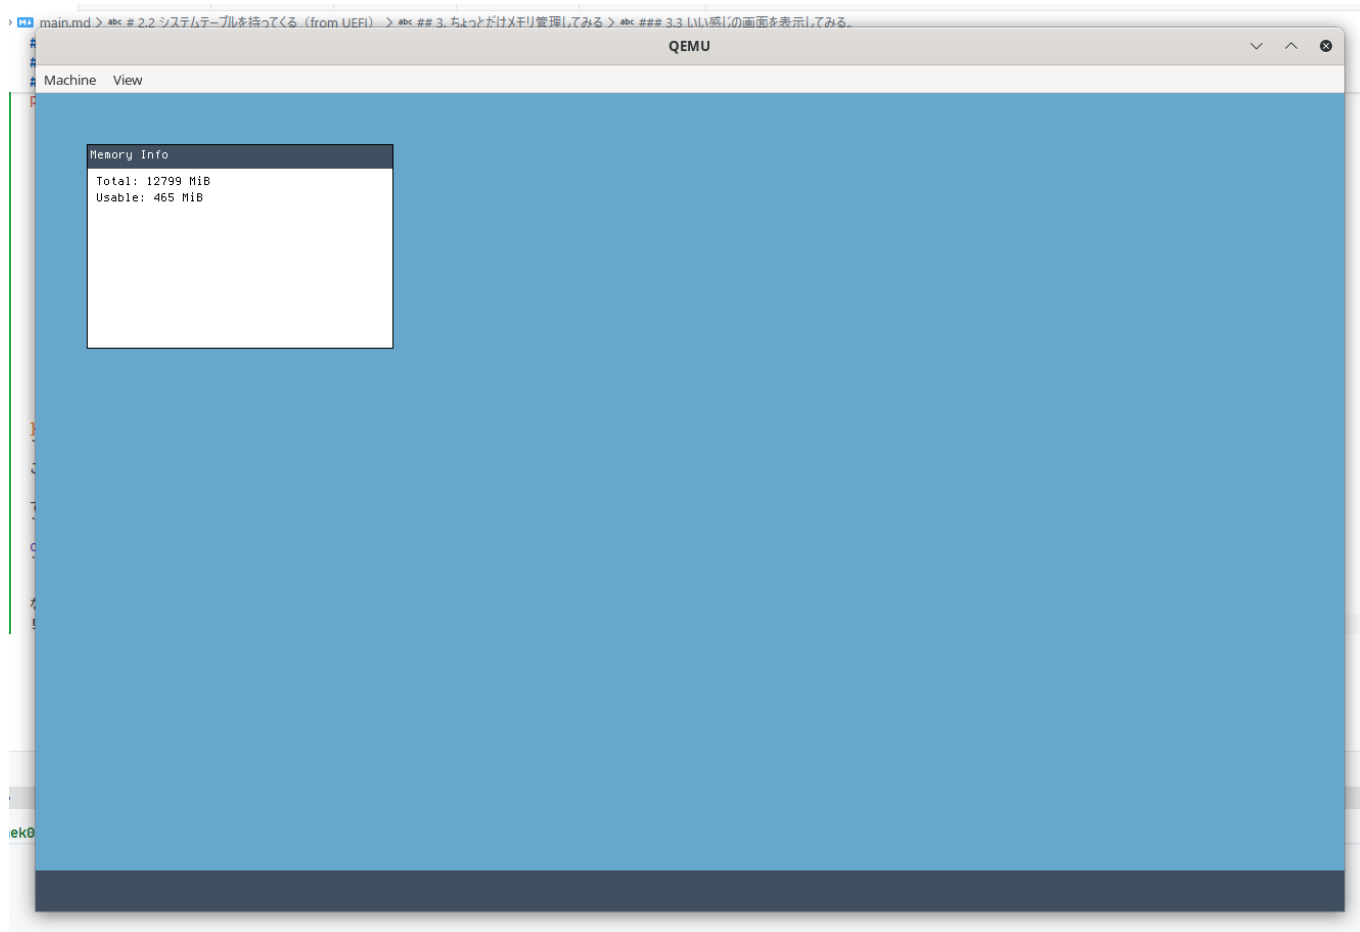 main.md > abc # 2.2 システムテーブルを持ってくる（from UEFI） > abc ## 3. ちょっとだけメモリ管理してみる > abc ### 3.3 いい感じの画面を表示してみる。
QEMU
Machine View
Memory Info
Total: 12799 MiB
Usable: 465 MiB